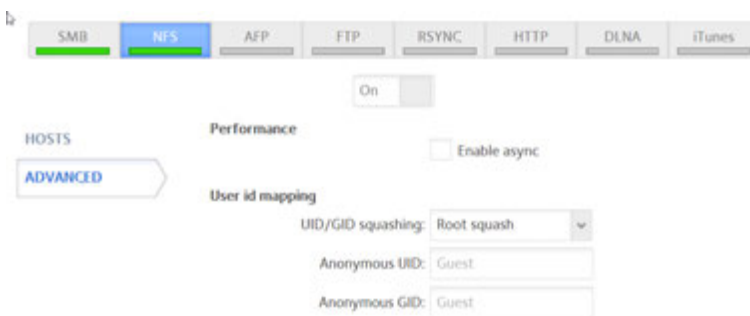 SMB NFS AFP FTP RSYNC HTTP DLNA iTunes
On
Performance
HOSTS
Enable async
ADVANCED
User id mapping
UID/GID squashing: Root squash
Anonymous UID: Guest
Anonymous GID: Guest